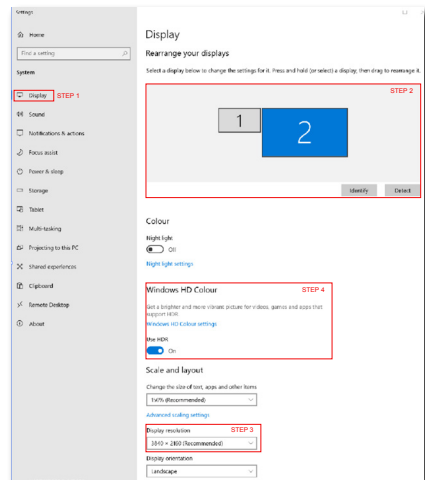 Settings
Home
Find a setting
System
Display STEP 1
Sound
Notifications & actions
Focus assist
Power & sleep
Storage
Tablet
Multi-tasking
Projecting to this PC
Shared experiences
Clipboard
Remote Desktop
About
Display
Rearrange your displays
Select a display below to change the settings for it. Press and hold (or select) a display, then drag to rearrange it.
STEP 2
1
2
Identify Detect
Colour
Night light
Off
Night light settings
Windows HD Colour STEP 4
Get a brighter and more vibrant picture for videos, games and apps that
support HDR
Windows HD Colour settings
Use HDR
On
Scale and layout
Change the size of text, apps and other items
(Recommended)
Advanced scaling settings
Display resolution STEP 3
3840 × 2160 (Recommended)
Display orientation
Landscape